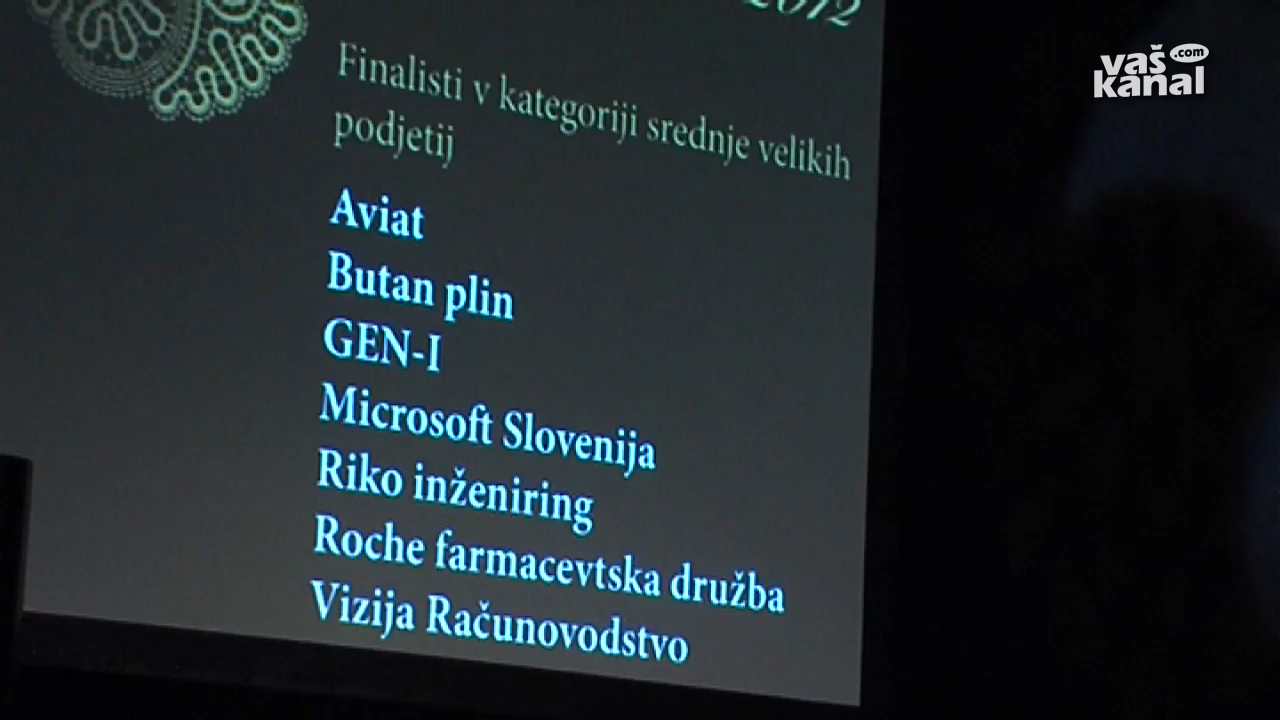 2012
vaš
.com
kanal
Finalisti v kategoriji srednje velikih
podjetij
Aviat
Butan plin
GEN-I
Microsoft Slovenija
Riko inženiring
Roche farmacevtska družba
Vizija Računovodstvo